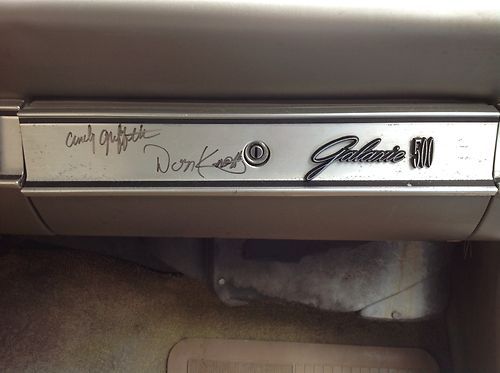 Andy Griffith
Don Knotts
Galaxie 500